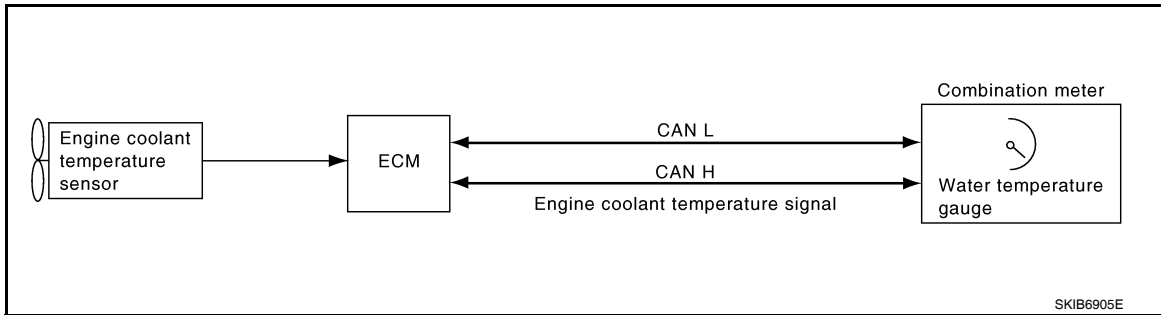 Combination meter
Engine coolant
temperature
sensor
ECM
CAN L
CAN H
Engine coolant temperature signal
Water temperature
gauge
SKIB6905E